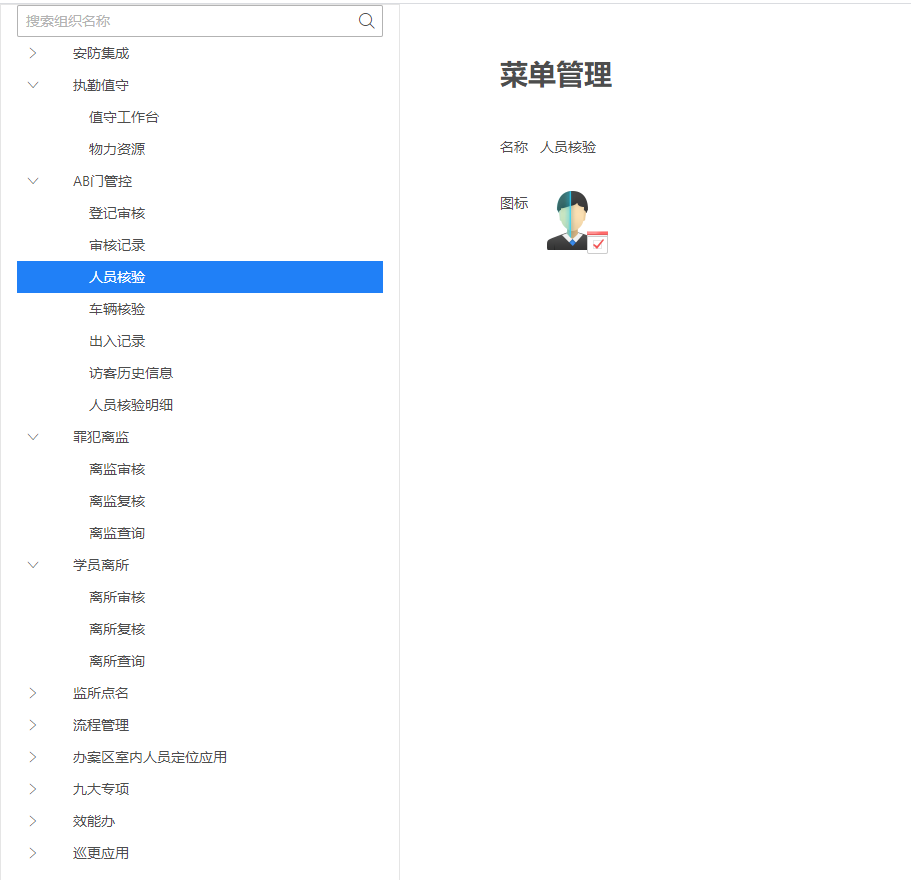 搜索组织名称
安防集成
执勤值守
值守工作台
物力资源
AB门管控
登记审核
审核记录
人员核验
车辆核验
出入记录
访客历史信息
人员核验明细
罪犯离监
离监审核
离监复核
离监查询
学员离所
离所审核
离所复核
离所查询
监所点名
流程管理
办案区室内人员定位应用
九大专项
效能办
巡更应用
菜单管理
名称 人员核验
图标